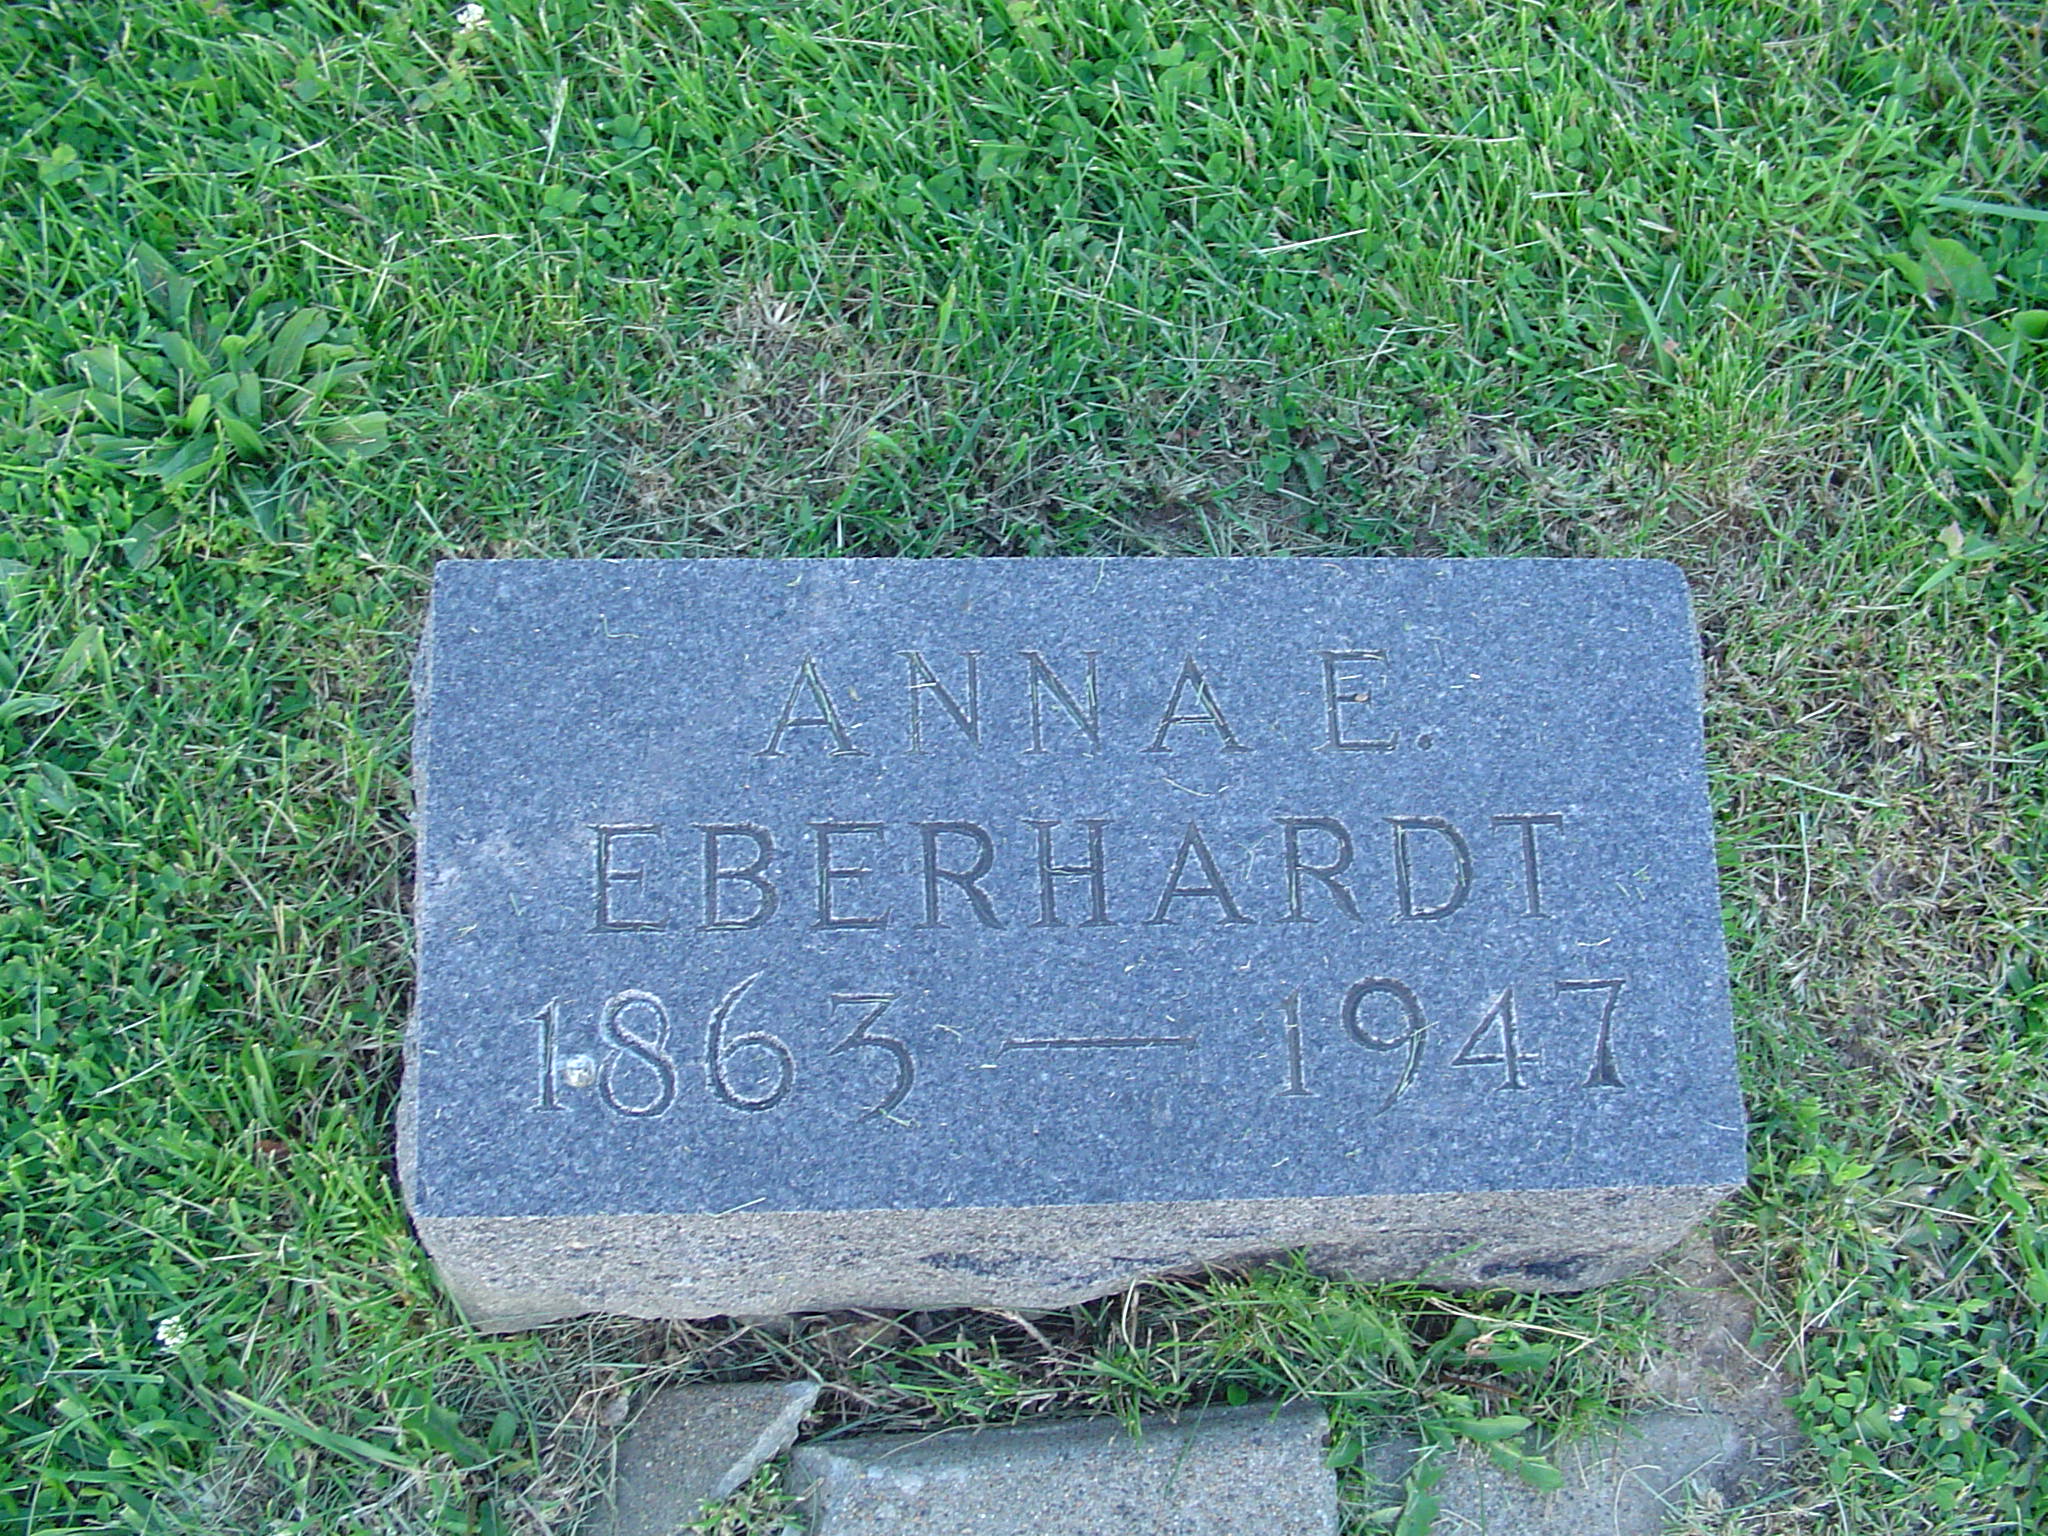 ANNA E.
EBERHARDT
1863 — 1947